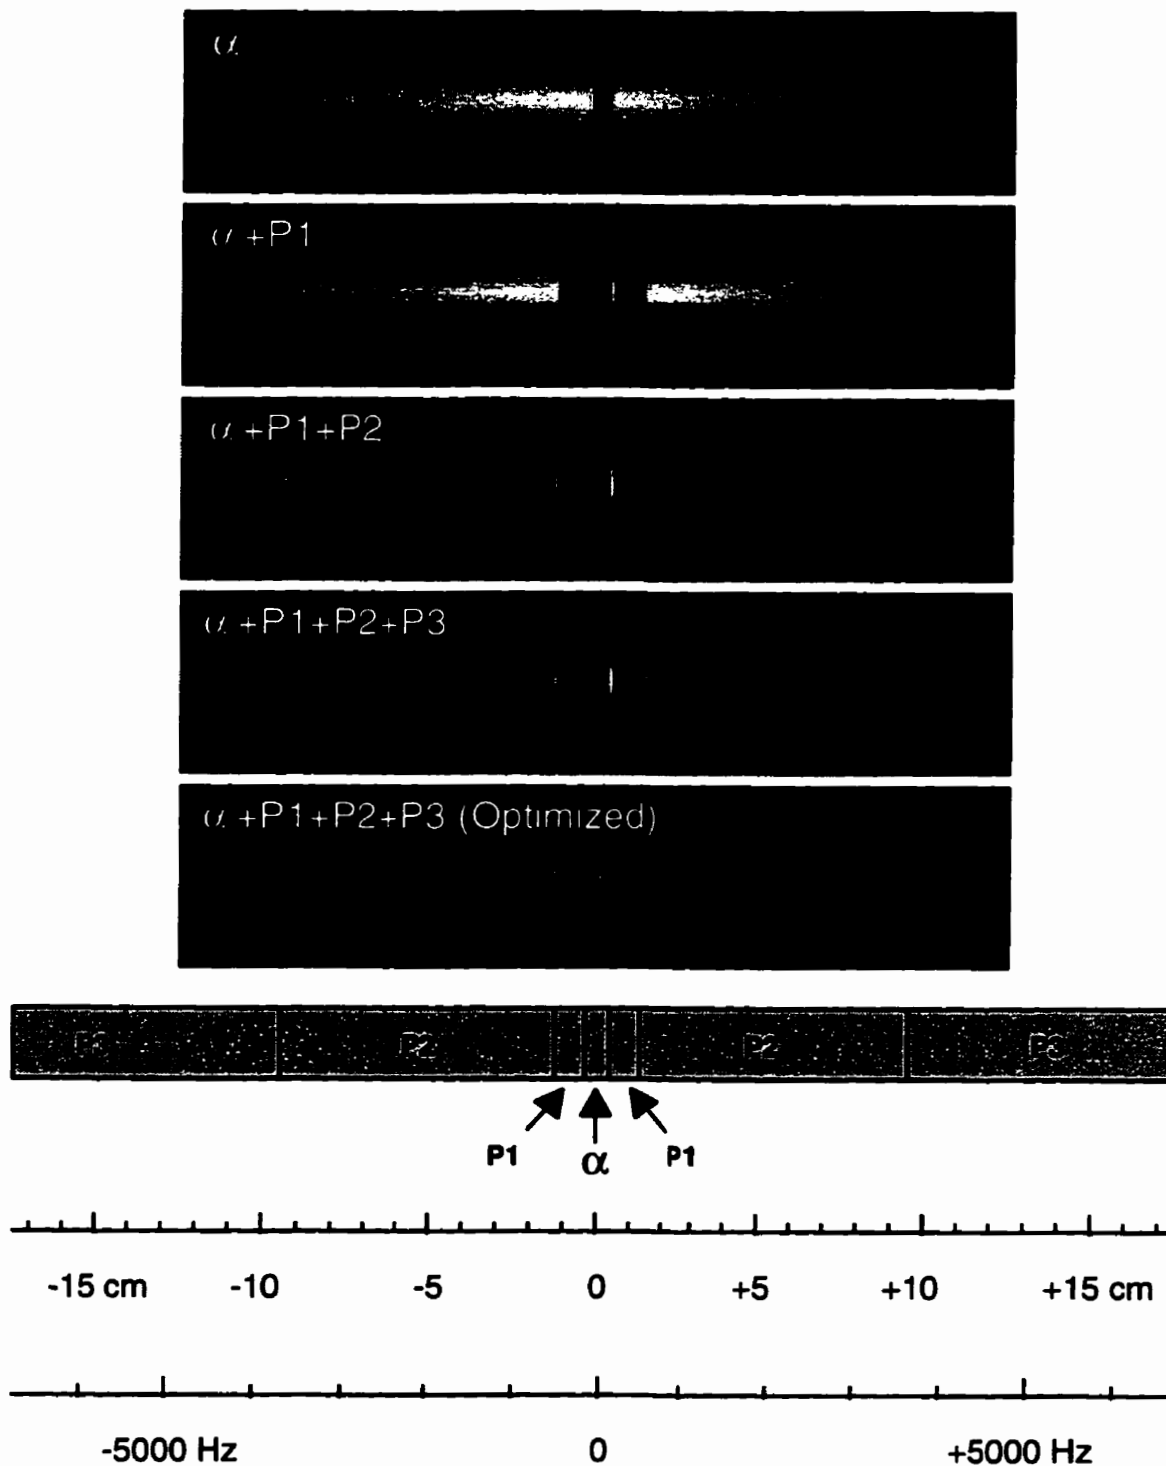 α
α +P1
α +P1+P2
α +P1+P2+P3
α +P1+P2+P3 (Optimized)
P3 P2 P2 P3
P1 α P1
-15 cm -10 -5 0 +5 +10 +15 cm
-5000 Hz 0 +5000 Hz